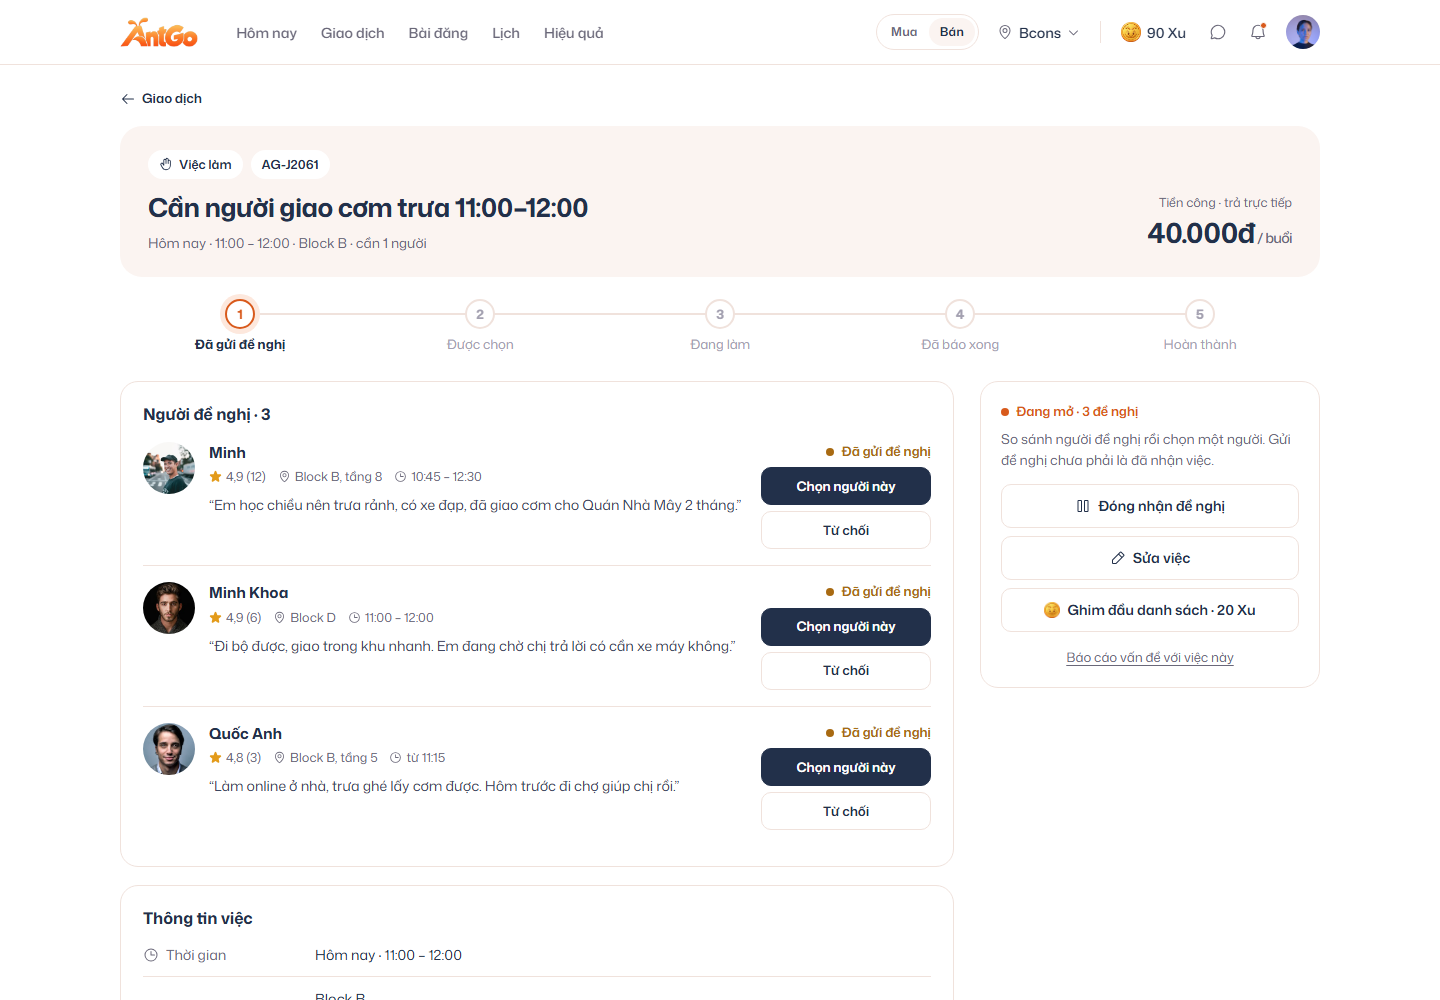 AntGo
Hôm nay
Giao dịch
Bài đăng
Lịch
Hiệu quả
Mua
Bán
Bcons
90 Xu
Giao dịch
Việc làm
AG-J2061
Cần người giao cơm trưa 11:00–12:00
Hôm nay · 11:00 – 12:00 · Block B · cần 1 người
Tiền công · trả trực tiếp
40.000đ / buổi
1
2
3
4
5
Đã gửi đề nghị
Được chọn
Đang làm
Đã báo xong
Hoàn thành
Người đề nghị · 3
Minh
4,9 (12)
Block B, tầng 8
10:45 – 12:30
“Em học chiều nên trưa rảnh, có xe đạp, đã giao cơm cho Quán Nhà Mây 2 tháng.”
Đã gửi đề nghị
Chọn người này
Từ chối
Minh Khoa
4,9 (6)
Block D
11:00 – 12:00
“Đi bộ được, giao trong khu nhanh. Em đang chờ chị trả lời có cần xe máy không.”
Đã gửi đề nghị
Chọn người này
Từ chối
Quốc Anh
4,8 (3)
Block B, tầng 5
từ 11:15
“Làm online ở nhà, trưa ghé lấy cơm được. Hôm trước đi chợ giúp chị rồi.”
Đã gửi đề nghị
Chọn người này
Từ chối
Đang mở · 3 đề nghị
So sánh người đề nghị rồi chọn một người. Gửi
đề nghị chưa phải là đã nhận việc.
Đóng nhận đề nghị
Sửa việc
Ghim đầu danh sách · 20 Xu
Báo cáo vấn đề với việc này
Thông tin việc
Thời gian
Hôm nay · 11:00 – 12:00
Block B